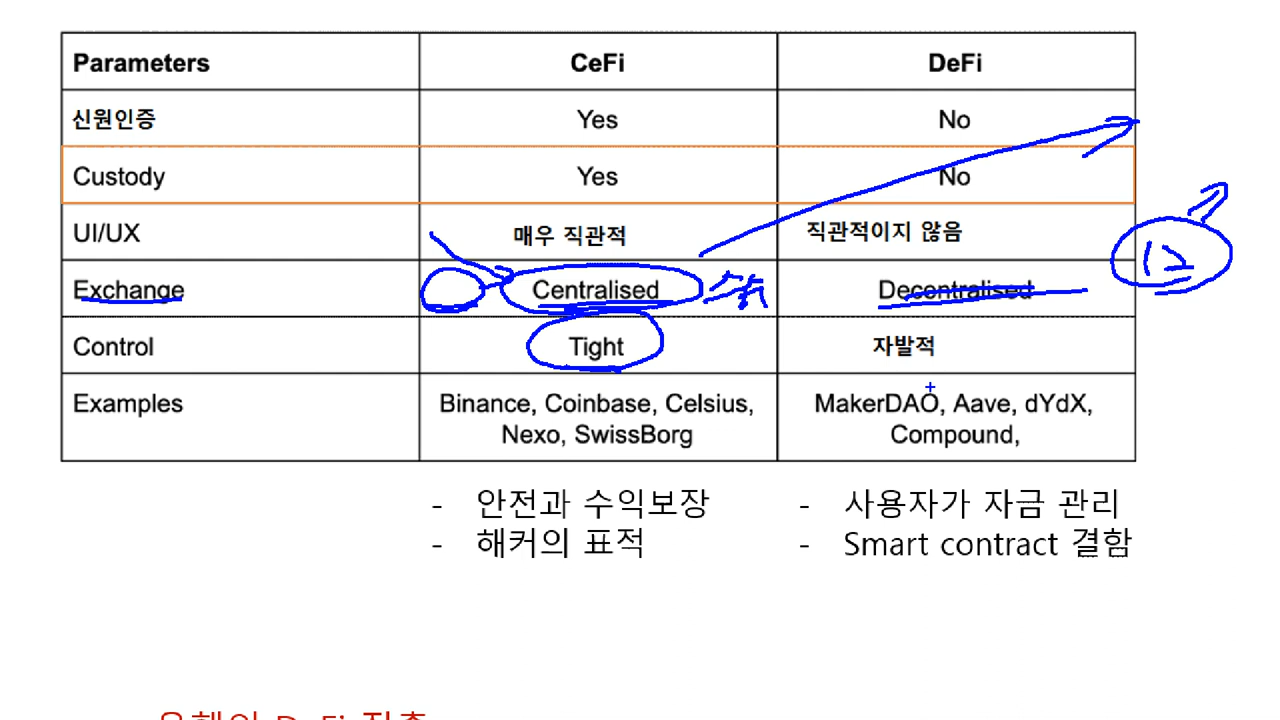 Parameters CeFi DeFi
신원인증 Yes No
Custody Yes No
UI/UX 매우 직관적 직관적이지 않음
Exchange Centralised Decentralised
Control Tight 자발적
Examples Binance, Coinbase, Celsius, MakerDAO, Aave, dYdX,
Nexo, SwissBorg Compound,
- 안전과 수익보장 - 사용자가 자금 관리
- 해커의 표적 - Smart contract 결함